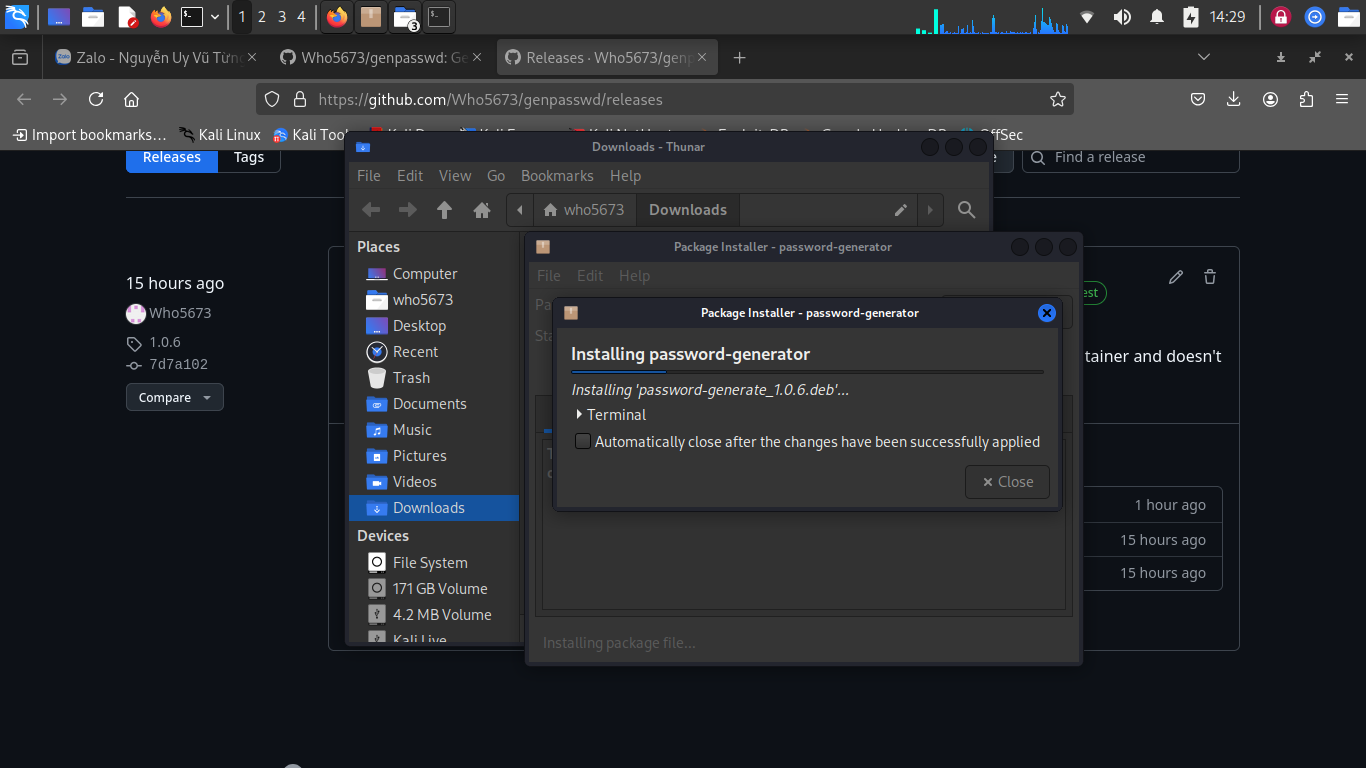 1 2 3 4
3
14:29
Zalo - Nguyễn Uy Vũ Từng
Who5673/genpasswd: Ge
Releases · Who5673/genp
https://github.com/Who5673/genpasswd/releases
Import bookmarks…
Kali Linux
OffSec
Releases
Tags
Find a release
15 hours ago
Who5673
1.0.6
7d7a102
Compare
tainer and doesn't
1 hour ago
15 hours ago
15 hours ago
Downloads - Thunar
File Edit View Go Bookmarks Help
who5673
Downloads
Places
Computer
who5673
Desktop
Recent
Trash
Documents
Music
Pictures
Videos
Downloads
Devices
File System
171 GB Volume
4.2 MB Volume
Kali Live
Package Installer - password-generator
File Edit Help
Package Installer - password-generator
Installing password-generator
Installing 'password-generate_1.0.6.deb'...
Terminal
Automatically close after the changes have been successfully applied
Close
Installing package file...